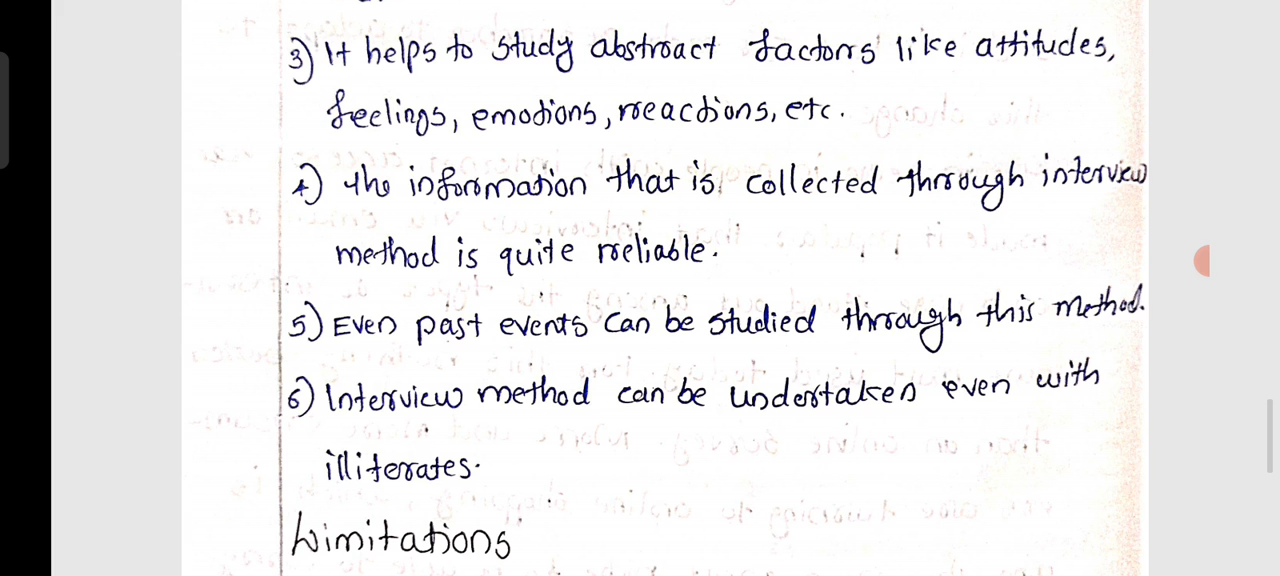 3) It helps to study abstract factors like attitudes,
feelings, emotions, reactions, etc.
4) the information that is collected through interview
method is quite reliable.
5) Even past events can be studied through this method.
6) Interview method can be undertaken even with
illiterates.
Limitations